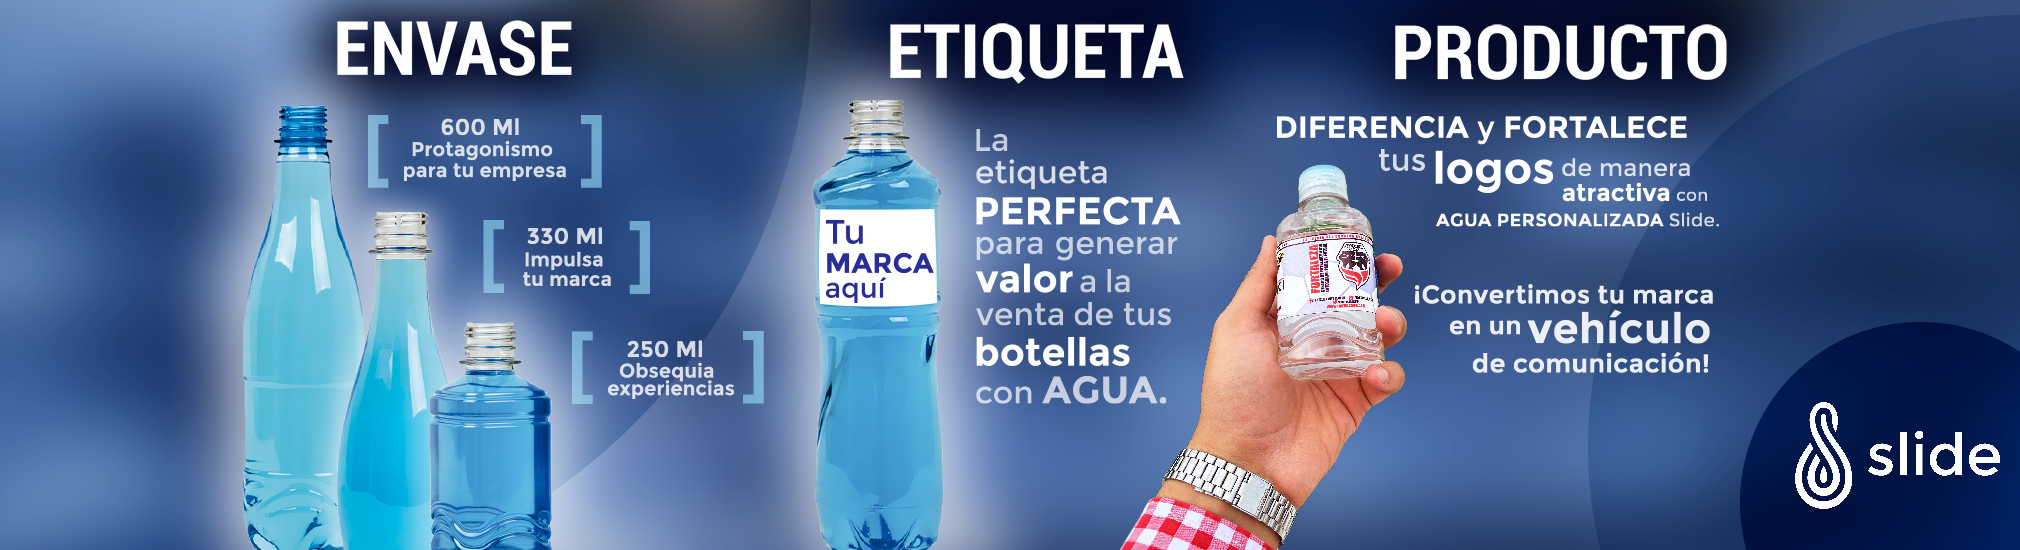 ENVASE
600 Ml
Protagonismo
para tu empresa
330 Ml
Impulsa
tu marca
250 Ml
Obsequia
experiencias
ETIQUETA
Tu
MARCA
aquí
La
etiqueta
PERFECTA
para generar
valor a la
venta de tus
botellas
con AGUA.
PRODUCTO
DIFERENCIA y FORTALECE
tus logos de manera
atractiva con
AGUA PERSONALIZADA Slide.
FORTALEZA
¡Convertimos tu marca
en un vehículo
de comunicación!
slide